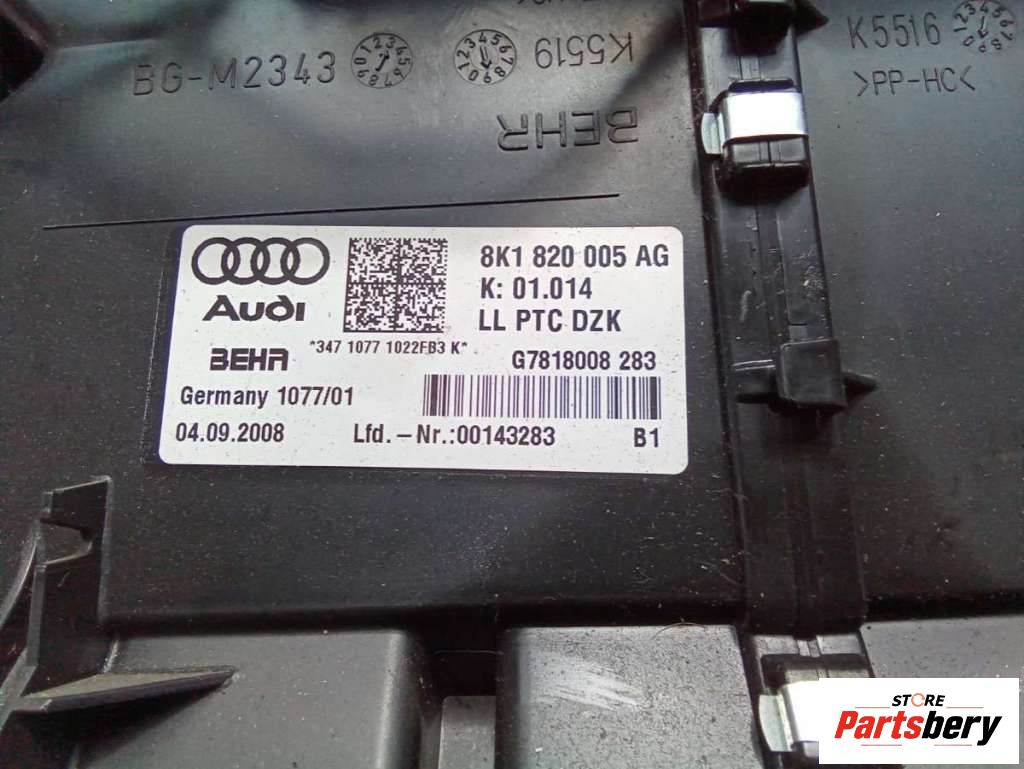 BG-M2343
K5519
K5516
>PP-HC<
BEHR
Audi
8K1 820 005 AG
K: 01.014
LL PTC DZK
*347 1077 1022FB3 K*
BEHR
G7818008 283
Germany 1077/01
04.09.2008
Lfd. –Nr.:00143283
B1
STORE
Partsbery